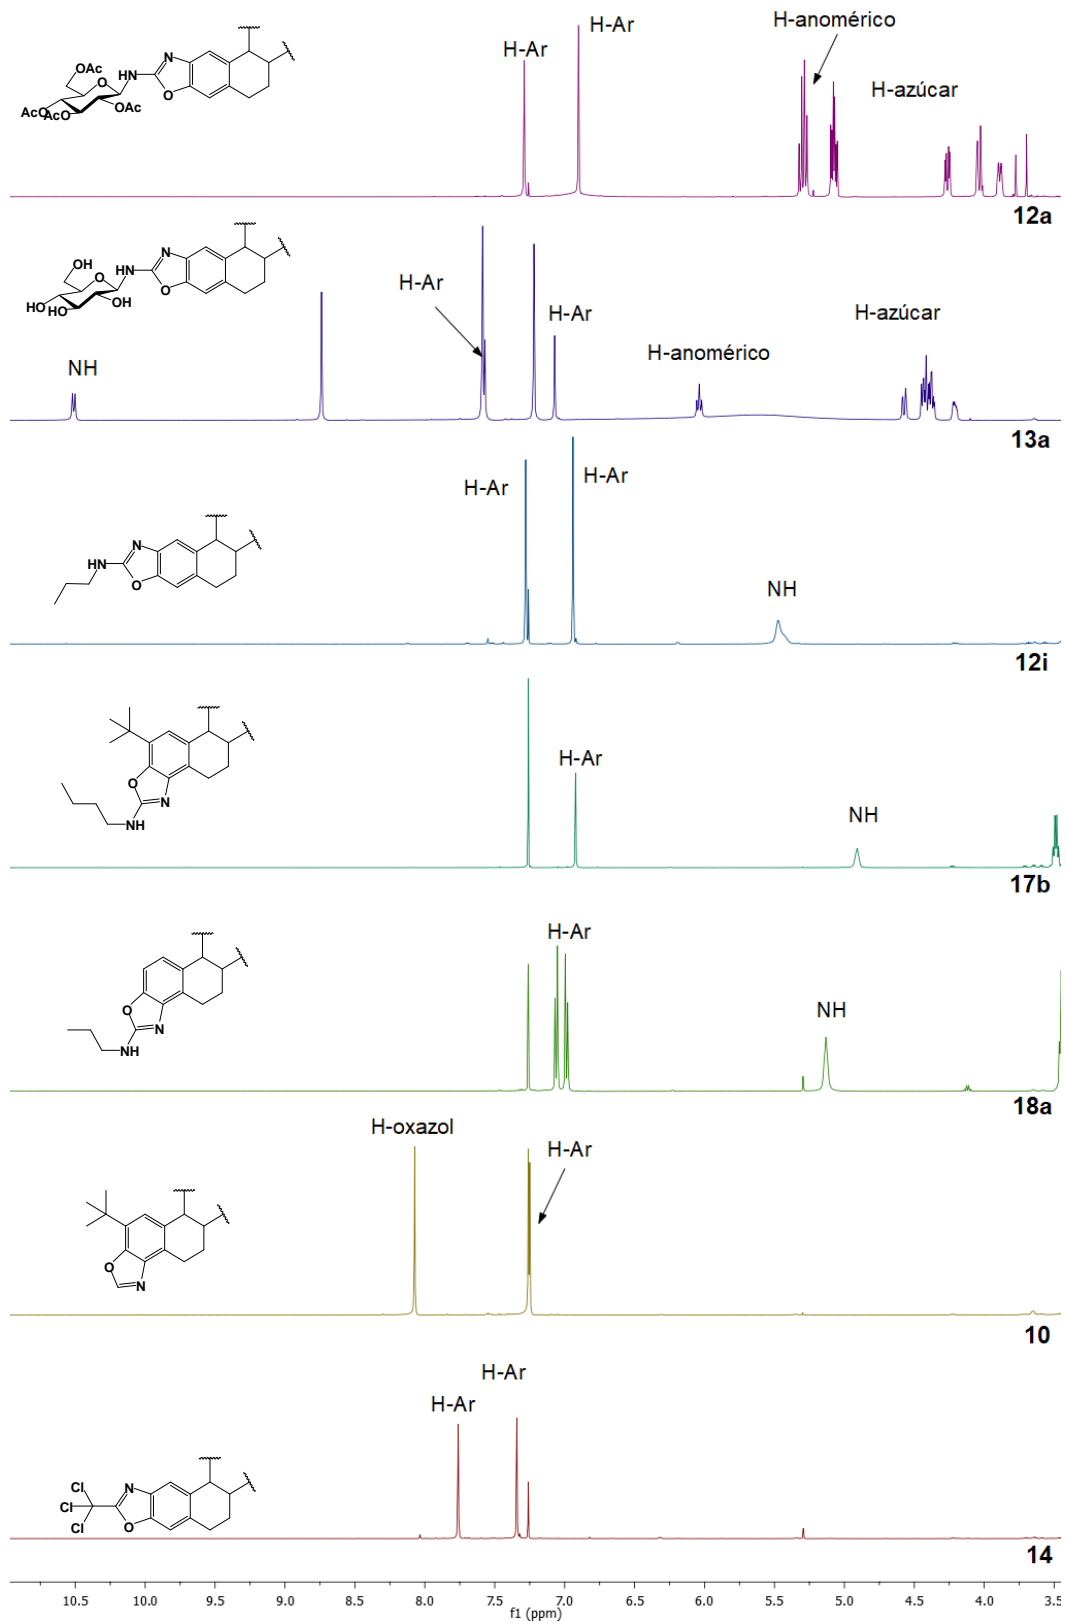 H-anomérico
H-Ar
H-Ar
H-azúcar
OAc
O
HN
N
O
AcO
AcO
OAc
12a
OH
O
HN
N
O
HO
HO
OH
NH
H-Ar
H-Ar
H-anomérico
H-azúcar
13a
H-Ar
H-Ar
N
HN
O
NH
12i
O
N
NH
H-Ar
NH
17b
H-Ar
O
N
NH
NH
18a
H-oxazol
H-Ar
O
N
10
H-Ar
H-Ar
Cl
Cl
Cl
N
O
14
10.5 10.0 9.5 9.0 8.5 8.0 7.5 7.0 6.5 6.0 5.5 5.0 4.5 4.0 3.5
f1 (ppm)